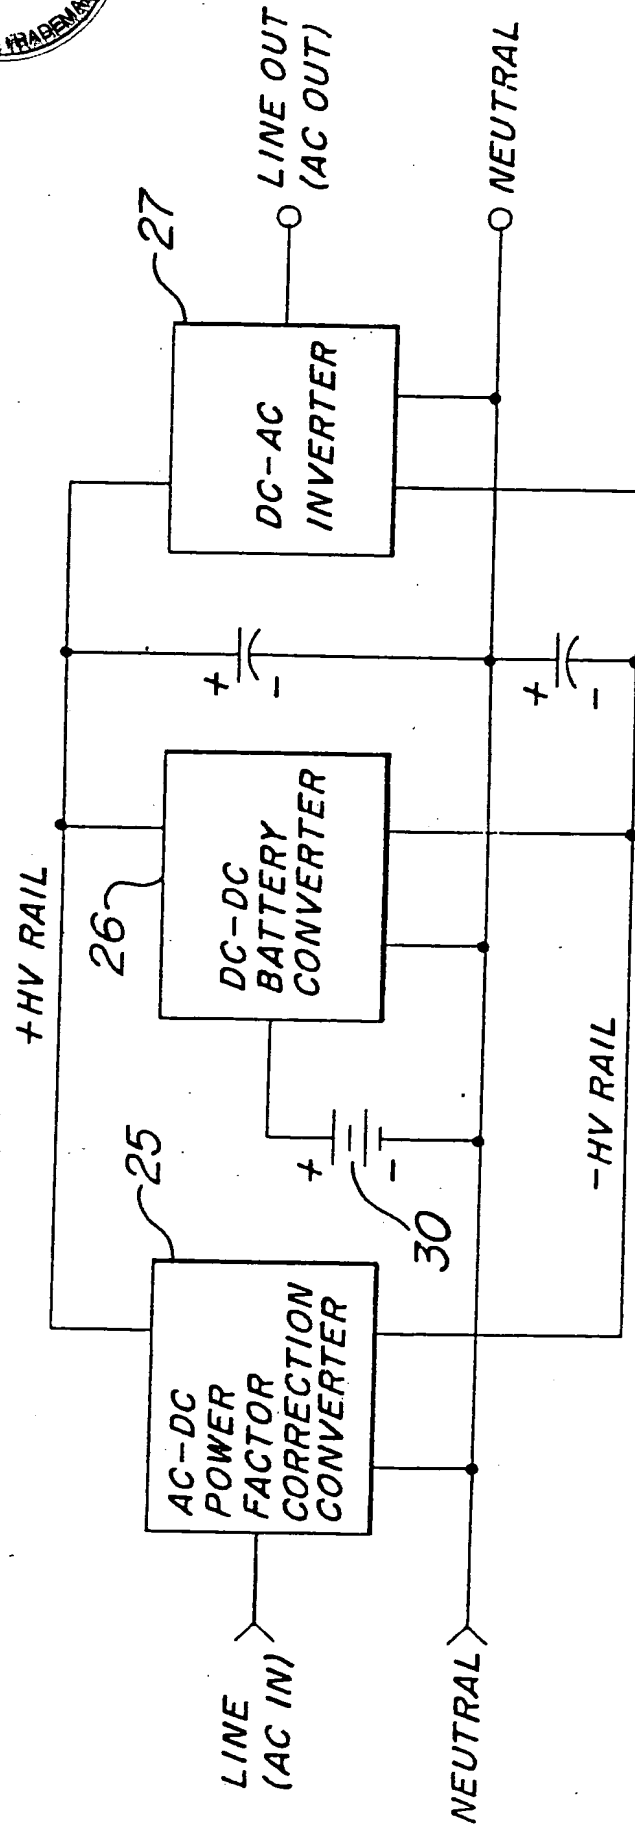 TRADEMA
+HV RAIL
25
26
27
AC-DC
POWER
FACTOR
CORRECTION
CONVERTER
DC-DC
BATTERY
CONVERTER
DC-AC
INVERTER
LINE
(AC IN)
LINE OUT
(AC OUT)
+
-
30
+
-
+
-
NEUTRAL
NEUTRAL
-HV RAIL